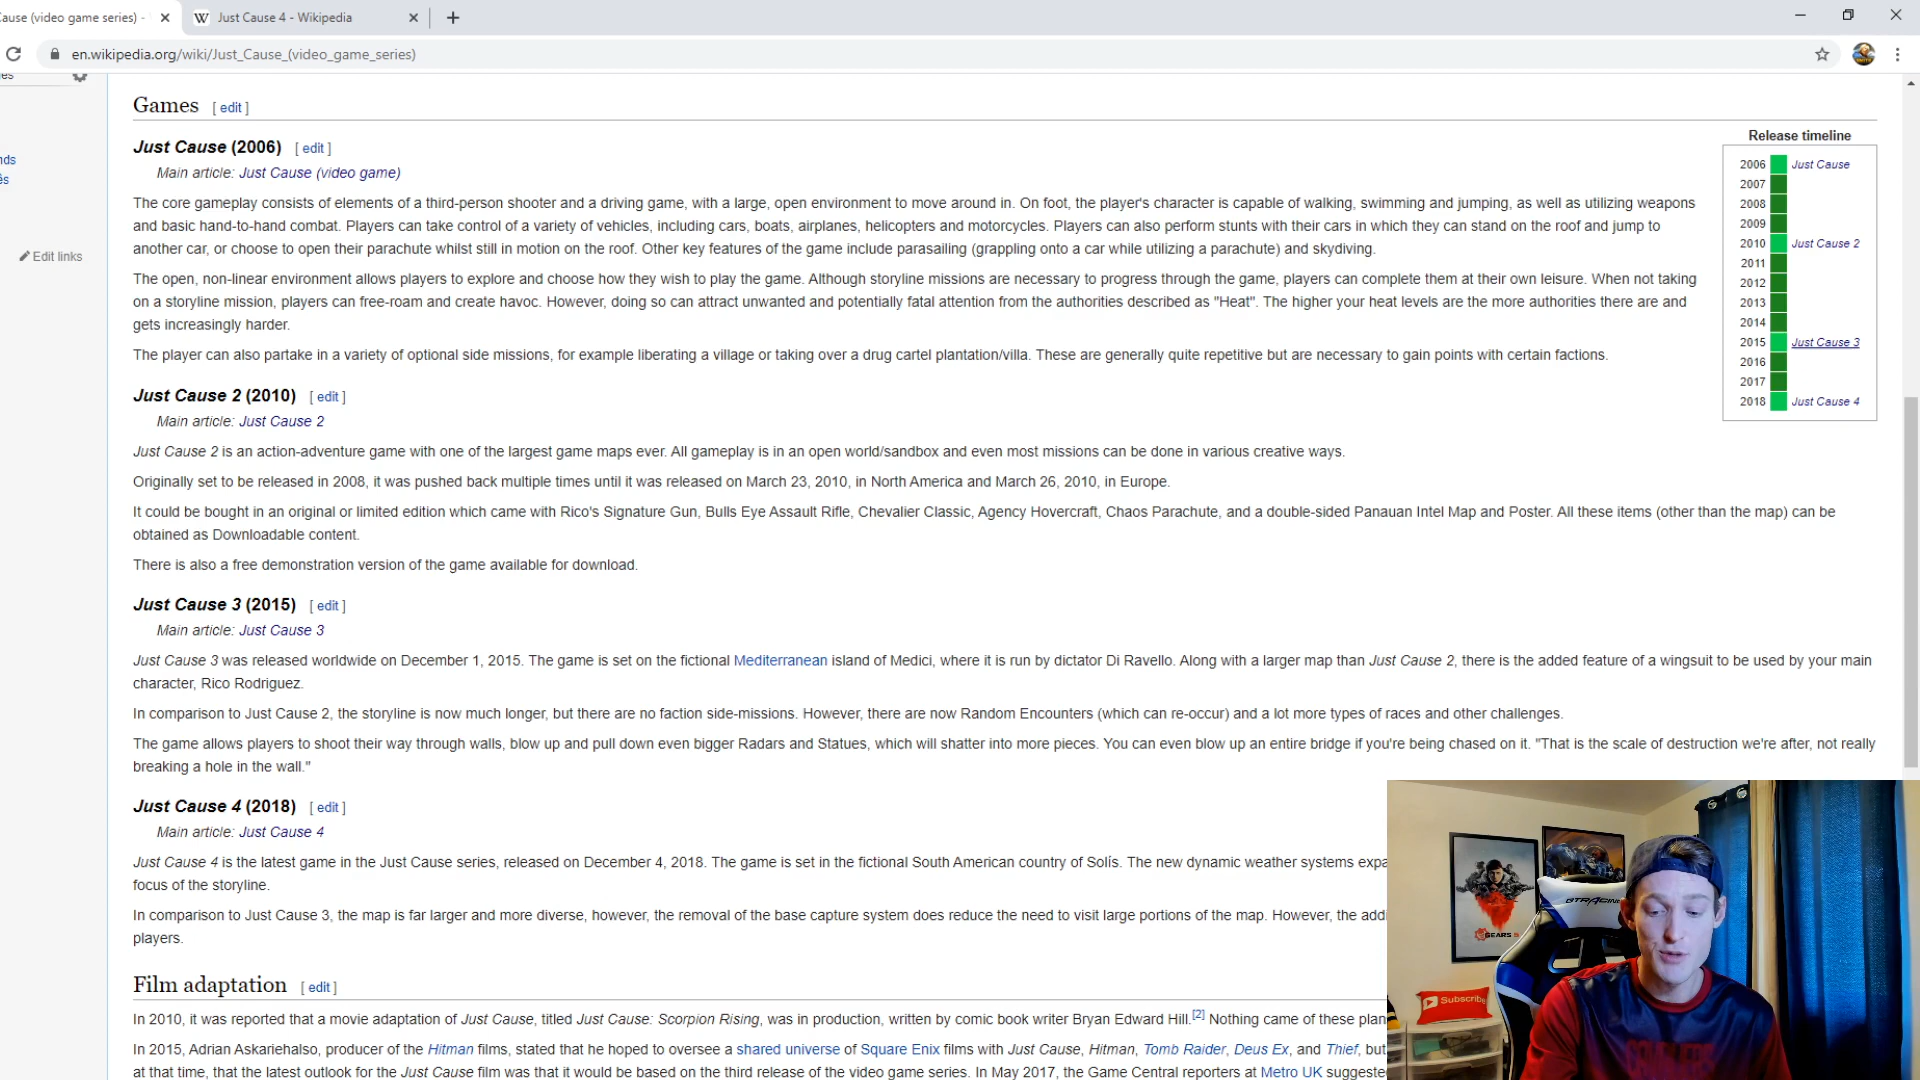 ause (video game series) -
Just Cause 4 - Wikipedia
en.wikipedia.org/wiki/Just_Cause_(video_game_series)
es
nds
ês
Edit links
Games [ edit ]
Just Cause (2006) [ edit ]
Main article: Just Cause (video game)
The core gameplay consists of elements of a third-person shooter and a driving game, with a large, open environment to move around in. On foot, the player's character is capable of walking, swimming and jumping, as well as utilizing weapons
and basic hand-to-hand combat. Players can take control of a variety of vehicles, including cars, boats, airplanes, helicopters and motorcycles. Players can also perform stunts with their cars in which they can stand on the roof and jump to
another car, or choose to open their parachute whilst still in motion on the roof. Other key features of the game include parasailing (grappling onto a car while utilizing a parachute) and skydiving.
The open, non-linear environment allows players to explore and choose how they wish to play the game. Although storyline missions are necessary to progress through the game, players can complete them at their own leisure. When not taking
on a storyline mission, players can free-roam and create havoc. However, doing so can attract unwanted and potentially fatal attention from the authorities described as "Heat". The higher your heat levels are the more authorities there are and
gets increasingly harder.
The player can also partake in a variety of optional side missions, for example liberating a village or taking over a drug cartel plantation/villa. These are generally quite repetitive but are necessary to gain points with certain factions.
Release timeline
2006 Just Cause
2007
2008
2009
2010 Just Cause 2
2011
2012
2013
2014
2015 Just Cause 3
2016
2017
2018 Just Cause 4
Just Cause 2 (2010) [ edit ]
Main article: Just Cause 2
Just Cause 2 is an action-adventure game with one of the largest game maps ever. All gameplay is in an open world/sandbox and even most missions can be done in various creative ways.
Originally set to be released in 2008, it was pushed back multiple times until it was released on March 23, 2010, in North America and March 26, 2010, in Europe.
It could be bought in an original or limited edition which came with Rico's Signature Gun, Bulls Eye Assault Rifle, Chevalier Classic, Agency Hovercraft, Chaos Parachute, and a double-sided Panauan Intel Map and Poster. All these items (other than the map) can be
obtained as Downloadable content.
There is also a free demonstration version of the game available for download.
Just Cause 3 (2015) [ edit ]
Main article: Just Cause 3
Just Cause 3 was released worldwide on December 1, 2015. The game is set on the fictional Mediterranean island of Medici, where it is run by dictator Di Ravello. Along with a larger map than Just Cause 2, there is the added feature of a wingsuit to be used by your main
character, Rico Rodriguez.
In comparison to Just Cause 2, the storyline is now much longer, but there are no faction side-missions. However, there are now Random Encounters (which can re-occur) and a lot more types of races and other challenges.
The game allows players to shoot their way through walls, blow up and pull down even bigger Radars and Statues, which will shatter into more pieces. You can even blow up an entire bridge if you're being chased on it. "That is the scale of destruction we're after, not really
breaking a hole in the wall."
Just Cause 4 (2018) [ edit ]
Main article: Just Cause 4
Just Cause 4 is the latest game in the Just Cause series, released on December 4, 2018. The game is set in the fictional South American country of Solís. The new dynamic weather systems expa
focus of the storyline.
In comparison to Just Cause 3, the map is far larger and more diverse, however, the removal of the base capture system does reduce the need to visit large portions of the map. However, the addi
players.
Film adaptation [ edit ]
In 2010, it was reported that a movie adaptation of Just Cause, titled Just Cause: Scorpion Rising, was in production, written by comic book writer Bryan Edward Hill.[2] Nothing came of these plan
In 2015, Adrian Askariehalso, producer of the Hitman films, stated that he hoped to oversee a shared universe of Square Enix films with Just Cause, Hitman, Tomb Raider, Deus Ex, and Thief, but
at that time, that the latest outlook for the Just Cause film was that it would be based on the third release of the video game series. In May 2017, the Game Central reporters at Metro UK suggeste
GTRACING
GEARS 5
Subscribe